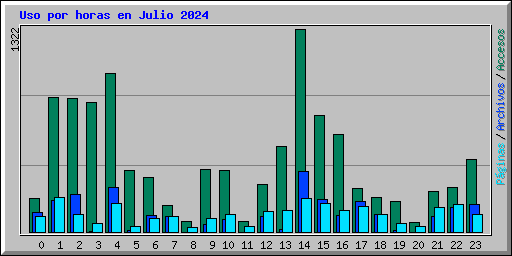 Uso por horas en Julio 2024
1322
Páginas/Archivos/Accesos
0 1 2 3 4 5 6 7 8 9 10 11 12 13 14 15 16 17 18 19 20 21 22 23